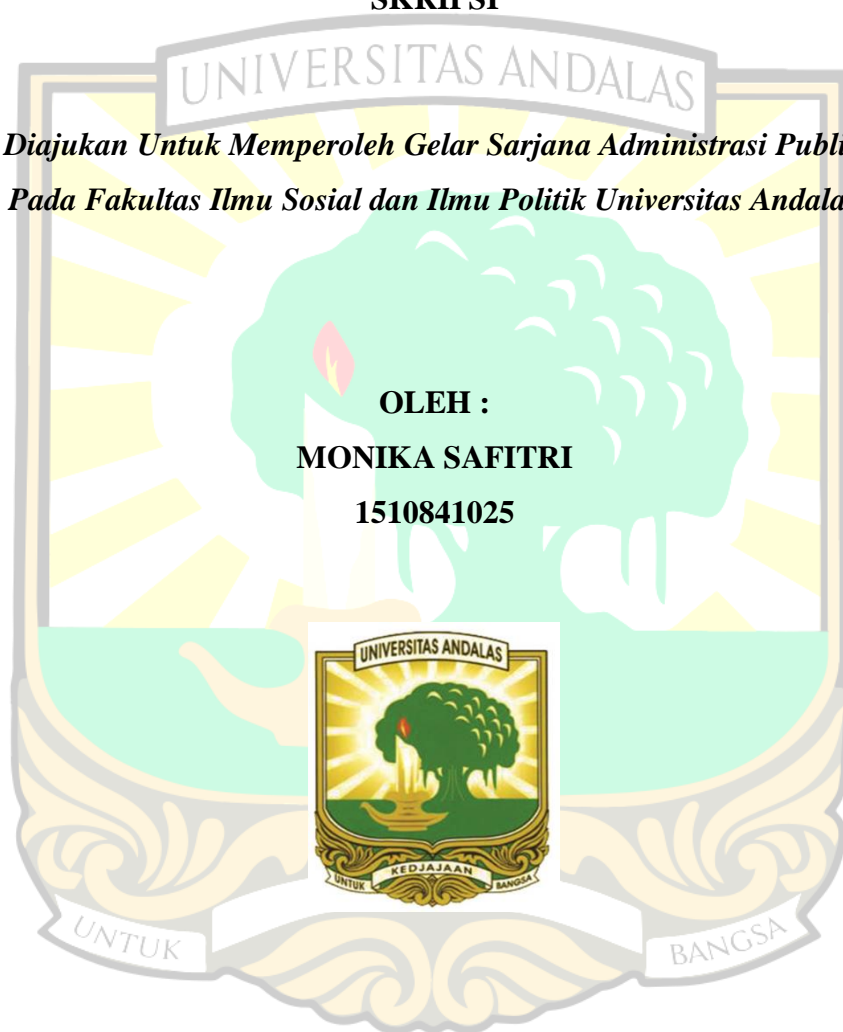 SKRIPSI
UNIVERSITAS ANDALAS
Diajukan Untuk Memperoleh Gelar Sarjana Administrasi Publi
Pada Fakultas Ilmu Sosial dan Ilmu Politik Universitas Andala
OLEH :
MONIKA SAFITRI
1510841025
UNIVERSITAS ANDALAS
UNTUK KEDJAJAAN BANGSA
UNTUK BANGSA